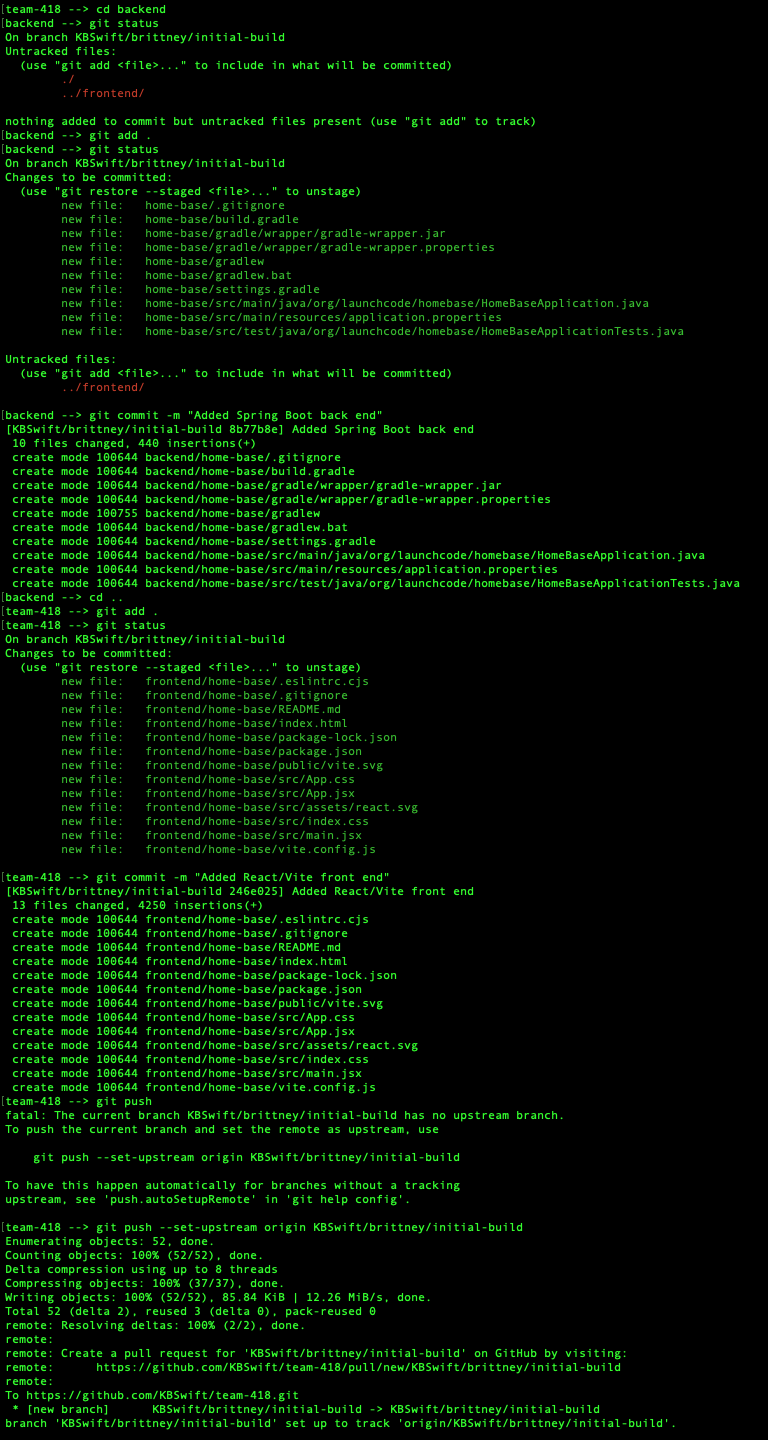 [team-418 --> cd backend
[backend --> git status
On branch KBSwift/brittney/initial-build
Untracked files:
  (use "git add <file>..." to include in what will be committed)
        ./
        ../frontend/

nothing added to commit but untracked files present (use "git add" to track)
[backend --> git add .
[backend --> git status
On branch KBSwift/brittney/initial-build
Changes to be committed:
  (use "git restore --staged <file>..." to unstage)
        new file:   home-base/.gitignore
        new file:   home-base/build.gradle
        new file:   home-base/gradle/wrapper/gradle-wrapper.jar
        new file:   home-base/gradle/wrapper/gradle-wrapper.properties
        new file:   home-base/gradlew
        new file:   home-base/gradlew.bat
        new file:   home-base/settings.gradle
        new file:   home-base/src/main/java/org/launchcode/homebase/HomeBaseApplication.java
        new file:   home-base/src/main/resources/application.properties
        new file:   home-base/src/test/java/org/launchcode/homebase/HomeBaseApplicationTests.java

Untracked files:
  (use "git add <file>..." to include in what will be committed)
        ../frontend/

[backend --> git commit -m "Added Spring Boot back end"
[KBSwift/brittney/initial-build 8b77b8e] Added Spring Boot back end
 10 files changed, 440 insertions(+)
 create mode 100644 backend/home-base/.gitignore
 create mode 100644 backend/home-base/build.gradle
 create mode 100644 backend/home-base/gradle/wrapper/gradle-wrapper.jar
 create mode 100644 backend/home-base/gradle/wrapper/gradle-wrapper.properties
 create mode 100755 backend/home-base/gradlew
 create mode 100644 backend/home-base/gradlew.bat
 create mode 100644 backend/home-base/settings.gradle
 create mode 100644 backend/home-base/src/main/java/org/launchcode/homebase/HomeBaseApplication.java
 create mode 100644 backend/home-base/src/main/resources/application.properties
 create mode 100644 backend/home-base/src/test/java/org/launchcode/homebase/HomeBaseApplicationTests.java
[backend --> cd ..
[team-418 --> git add .
[team-418 --> git status
On branch KBSwift/brittney/initial-build
Changes to be committed:
  (use "git restore --staged <file>..." to unstage)
        new file:   frontend/home-base/.eslintrc.cjs
        new file:   frontend/home-base/.gitignore
        new file:   frontend/home-base/README.md
        new file:   frontend/home-base/index.html
        new file:   frontend/home-base/package-lock.json
        new file:   frontend/home-base/package.json
        new file:   frontend/home-base/public/vite.svg
        new file:   frontend/home-base/src/App.css
        new file:   frontend/home-base/src/App.jsx
        new file:   frontend/home-base/src/assets/react.svg
        new file:   frontend/home-base/src/index.css
        new file:   frontend/home-base/src/main.jsx
        new file:   frontend/home-base/vite.config.js

[team-418 --> git commit -m "Added React/Vite front end"
[KBSwift/brittney/initial-build 246e025] Added React/Vite front end
 13 files changed, 4250 insertions(+)
 create mode 100644 frontend/home-base/.eslintrc.cjs
 create mode 100644 frontend/home-base/.gitignore
 create mode 100644 frontend/home-base/README.md
 create mode 100644 frontend/home-base/index.html
 create mode 100644 frontend/home-base/package-lock.json
 create mode 100644 frontend/home-base/package.json
 create mode 100644 frontend/home-base/public/vite.svg
 create mode 100644 frontend/home-base/src/App.css
 create mode 100644 frontend/home-base/src/App.jsx
 create mode 100644 frontend/home-base/src/assets/react.svg
 create mode 100644 frontend/home-base/src/index.css
 create mode 100644 frontend/home-base/src/main.jsx
 create mode 100644 frontend/home-base/vite.config.js
[team-418 --> git push
fatal: The current branch KBSwift/brittney/initial-build has no upstream branch.
To push the current branch and set the remote as upstream, use

    git push --set-upstream origin KBSwift/brittney/initial-build

To have this happen automatically for branches without a tracking
upstream, see 'push.autoSetupRemote' in 'git help config'.

[team-418 --> git push --set-upstream origin KBSwift/brittney/initial-build
Enumerating objects: 52, done.
Counting objects: 100% (52/52), done.
Delta compression using up to 8 threads
Compressing objects: 100% (37/37), done.
Writing objects: 100% (52/52), 85.84 KiB | 12.26 MiB/s, done.
Total 52 (delta 2), reused 3 (delta 0), pack-reused 0
remote: Resolving deltas: 100% (2/2), done.
remote:
remote: Create a pull request for 'KBSwift/brittney/initial-build' on GitHub by visiting:
remote:      https://github.com/KBSwift/team-418/pull/new/KBSwift/brittney/initial-build
remote:
To https://github.com/KBSwift/team-418.git
 * [new branch]      KBSwift/brittney/initial-build -> KBSwift/brittney/initial-build
branch 'KBSwift/brittney/initial-build' set up to track 'origin/KBSwift/brittney/initial-build'.